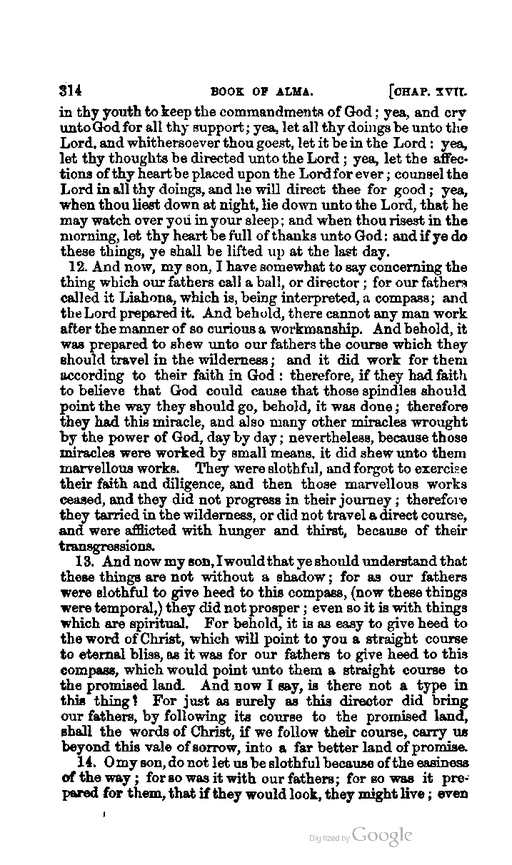 314 BOOK OF ALMA. [CHAP. XVII.
in thy youth to keep the commandments of God; yea, and cry
unto God for all thy support; yea, let all thy doings be unto the
Lord, and whithersoever thou goest, let it be in the Lord: yea,
let thy thoughts be directed unto the Lord; yea, let the affec-
tions of thy heart be placed upon the Lord for ever; counsel the
Lord in all thy doings, and he will direct thee for good; yea,
when thou liest down at night, lie down unto the Lord, that he
may watch over you in your sleep; and when thou risest in the
morning, let thy heart be full of thanks unto God: and if ye do
these things, ye shall be lifted up at the last day.
12. And now, my son, I have somewhat to say concerning the
thing which our fathers call a ball, or director; for our fathers
called it Liahona, which is, being interpreted, a compass; and
the Lord prepared it. And behold, there cannot any man work
after the manner of so curious a workmanship. And behold, it
was prepared to shew unto our fathers the course which they
should travel in the wilderness; and it did work for them
according to their faith in God: therefore, if they had faith
to believe that God could cause that those spindles should
point the way they should go, behold, it was done; therefore
they had this miracle, and also many other miracles wrought
by the power of God, day by day; nevertheless, because those
miracles were worked by small means, it did shew unto them
marvellous works. They were slothful, and forgot to exercise
their faith and diligence, and then those marvellous works
ceased, and they did not progress in their journey; therefore
they tarried in the wilderness, or did not travel a direct course,
and were afflicted with hunger and thirst, because of their
transgressions.
13. And now my son, I would that ye should understand that
these things are not without a shadow; for as our fathers
were slothful to give heed to this compass, (now these things
were temporal,) they did not prosper; even so it is with things
which are spiritual. For behold, it is as easy to give heed to
the word of Christ, which will point to you a straight course
to eternal bliss, as it was for our fathers to give heed to this
compass, which would point unto them a straight course to
the promised land. And now I say, is there not a type in
this thing? For just as surely as this director did bring
our fathers, by following its course to the promised land,
shall the words of Christ, if we follow their course, carry us
beyond this vale of sorrow, into a far better land of promise.
14. O my son, do not let us be slothful because of the easiness
of the way; for so was it with our fathers; for so was it pre-
pared for them, that if they would look, they might live; even
Digitized by Google